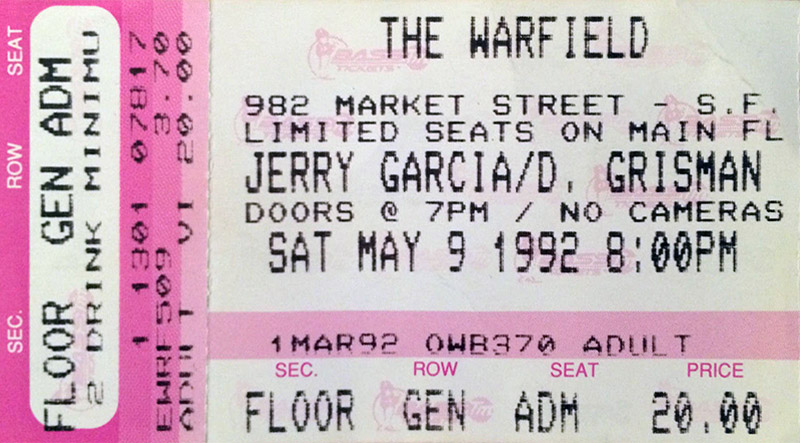 SEC. ROW SEAT
FLOOR GEN ADM
2 DRINK MINIMU
1 1301 07817
EWRF509 3.70
ADULT VI 20.00
THE WARFIELD
982 MARKET STREET - S.F.
LIMITED SEATS ON MAIN FL
JERRY GARCIA/D. GRISMAN
DOORS @ 7PM / NO CAMERAS
SAT MAY 9 1992 8:00PM
1MAR92 OWB370 ADULT
SEC. ROW SEAT PRICE
FLOOR GEN ADM 20.00